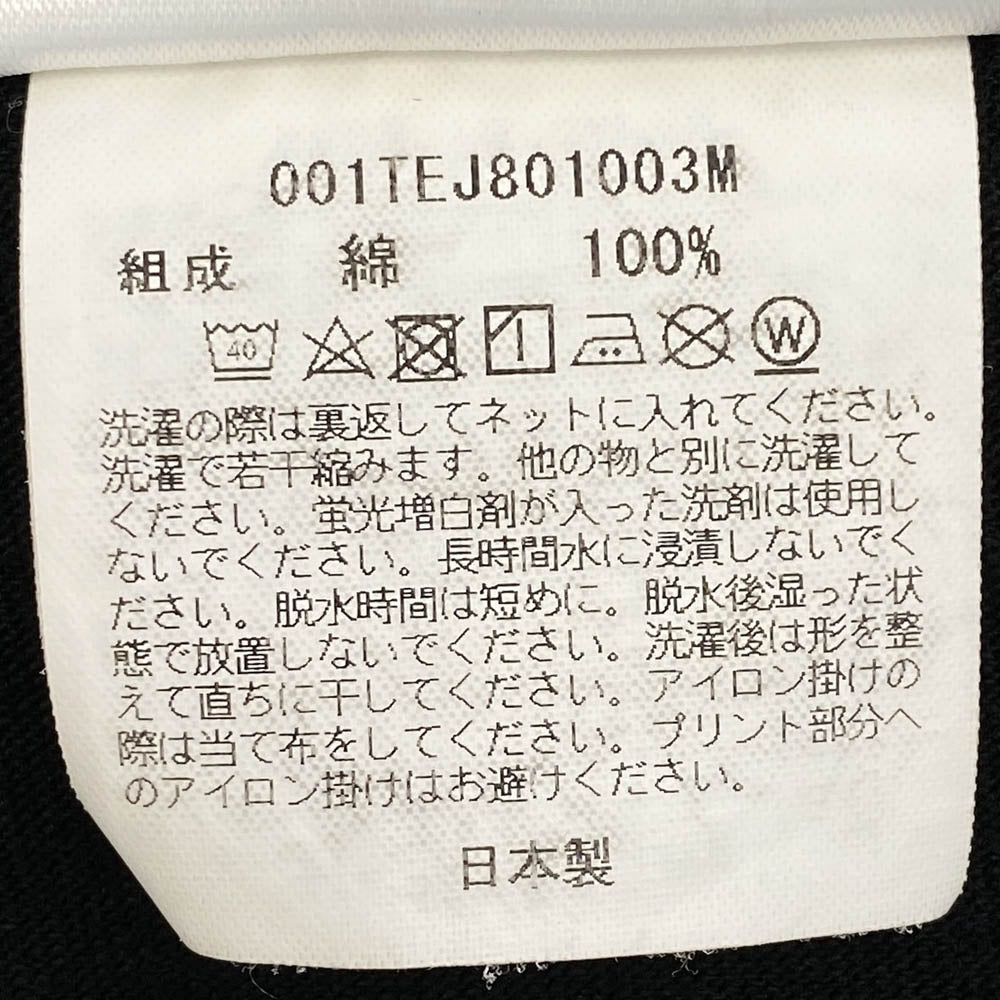 001TEJ801003M
組成 綿 100%
40 W
洗濯の際は裏返してネットに入れてください。
洗濯で若干縮みます。他の物と別に洗濯して
ください。蛍光増白剤が入った洗剤は使用し
ないでください。長時間水に浸漬しないでく
ださい。脱水時間は短めに。脱水後湿った状
態で放置しないでください。洗濯後は形を整
えて直ちに干してください。アイロン掛けの
際は当て布をしてください。プリント部分へ
のアイロン掛けはお避けください。
日本製